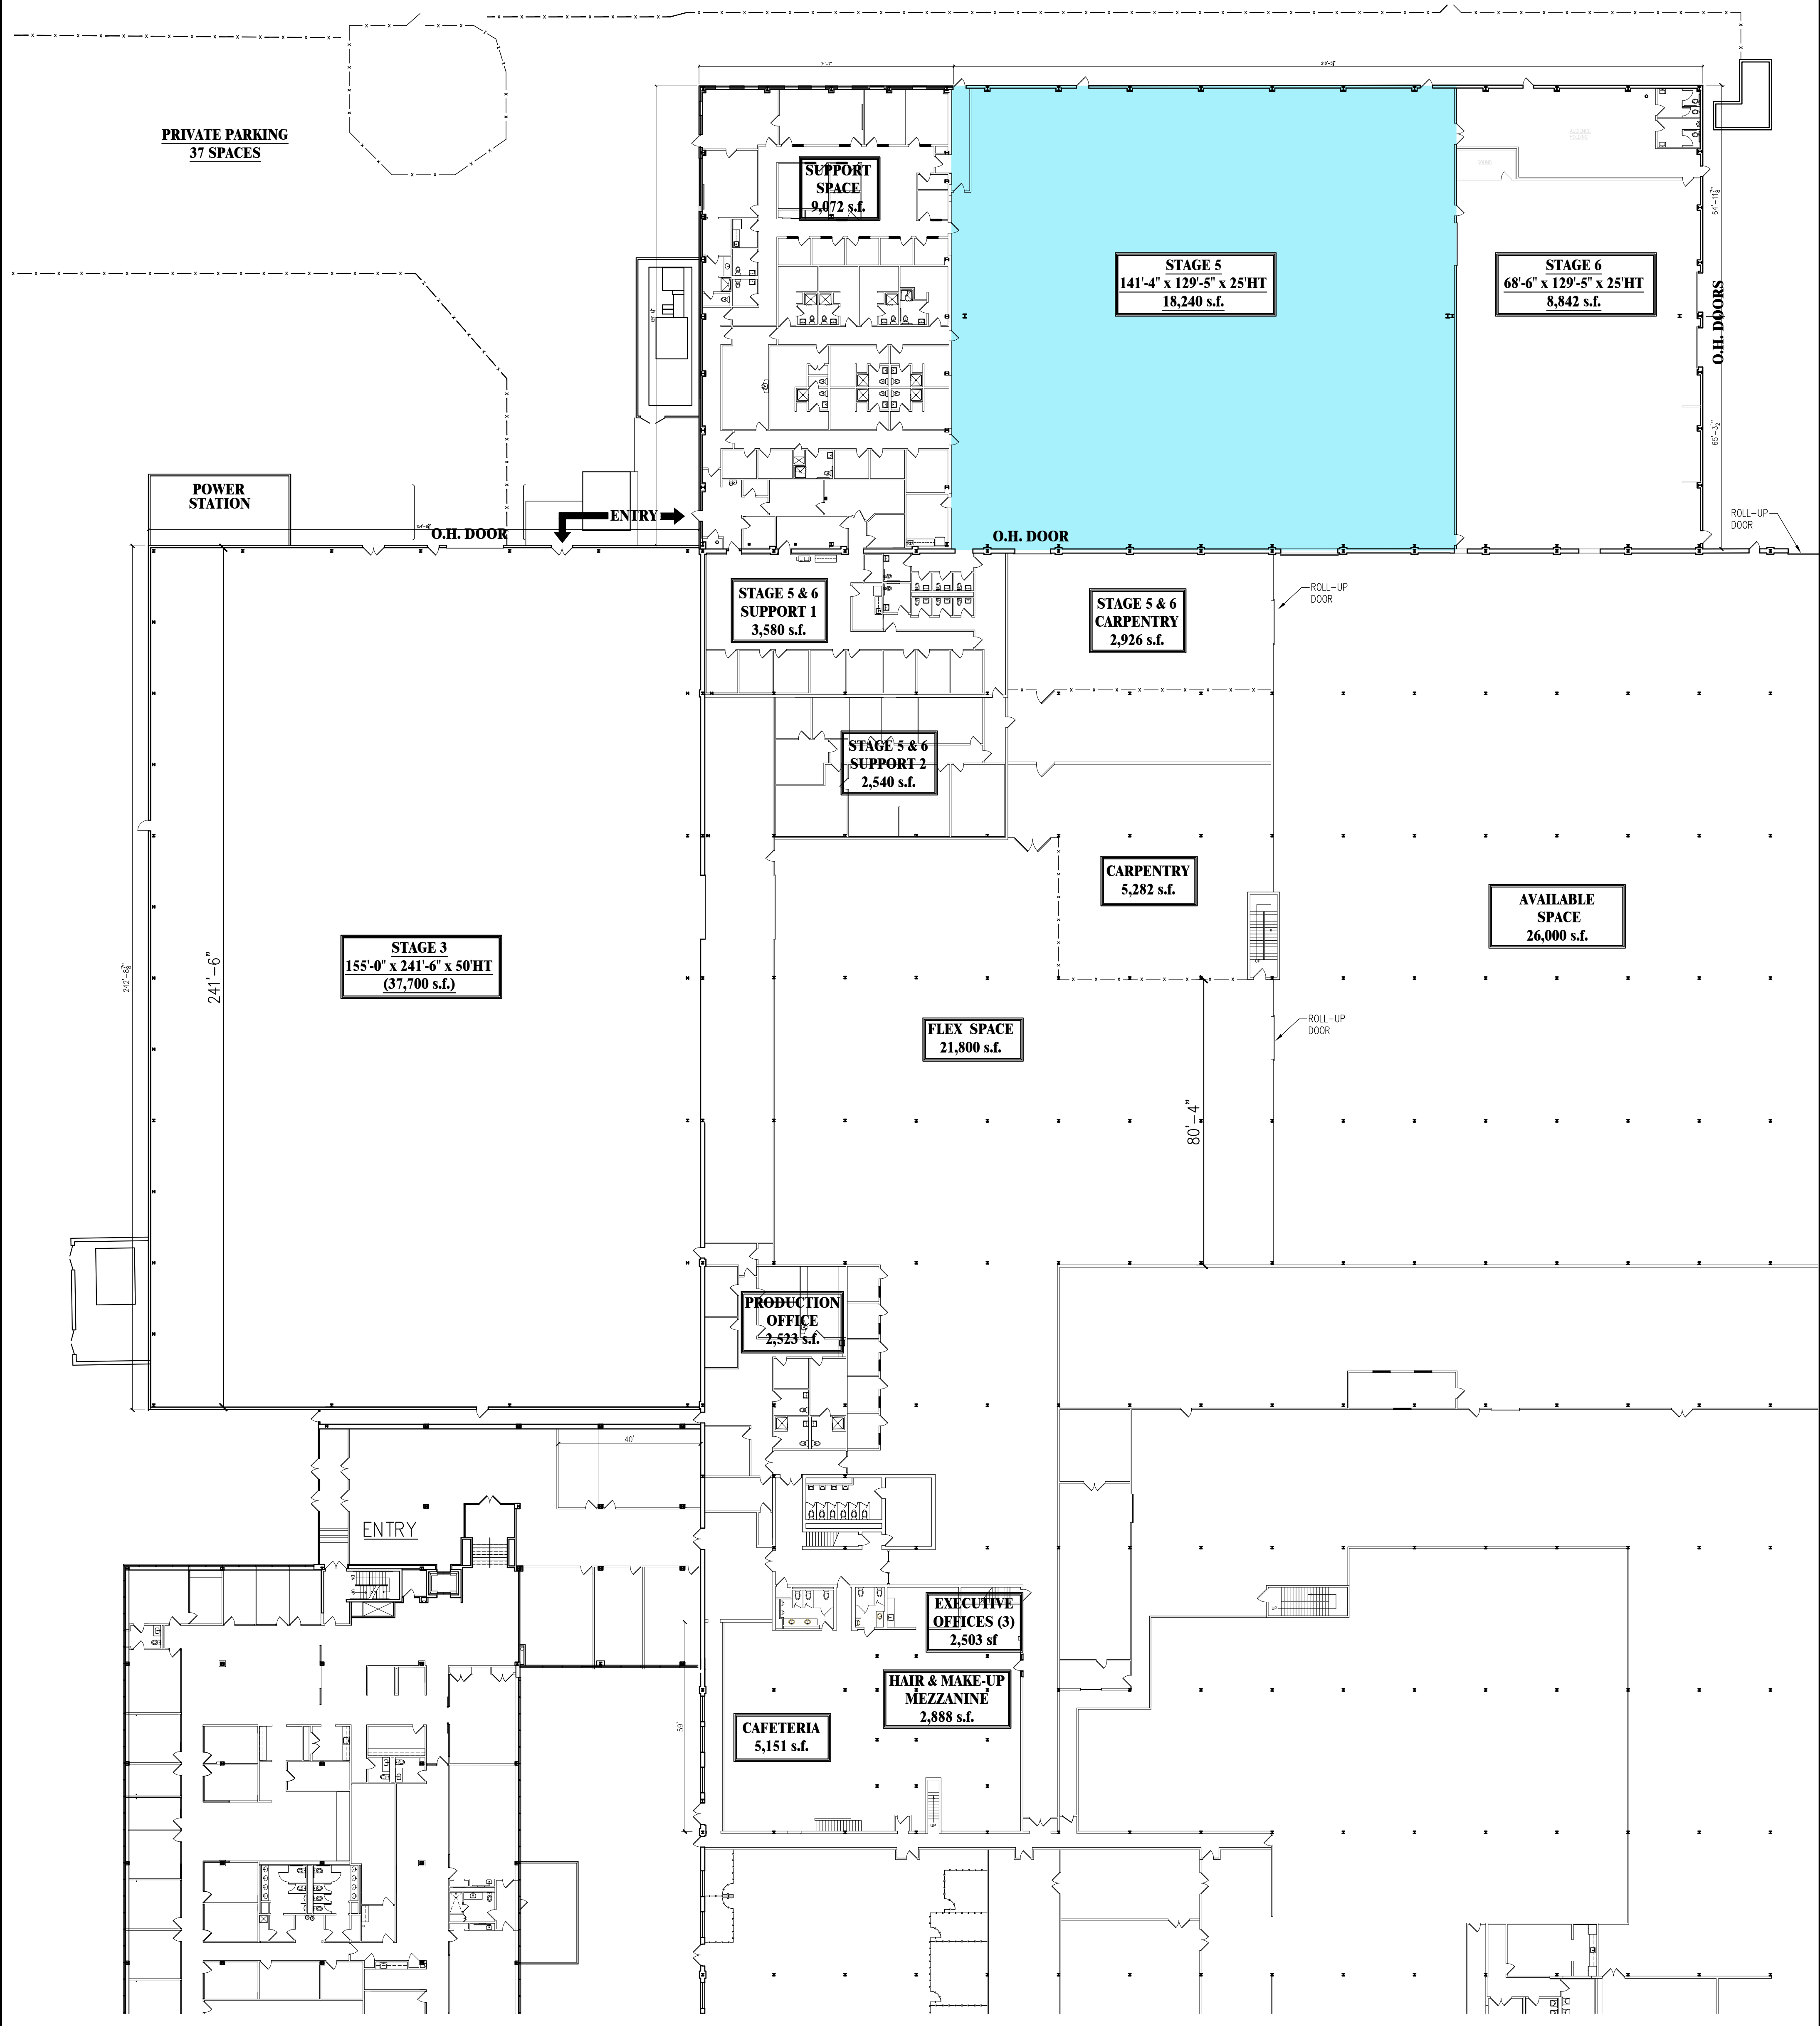 71'-7"
PRIVATE PARKING
37 SPACES
SUPPORT
SPACE
9,072 s.f.
STAGE 5
141'-4" x 129'-5" x 25'HT
18,240 s.f.
STAGE 6
68'-6" x 129'-5" x 25'HT
8,842 s.f.
O.H. DOORS
POWER
STATION
ENTRY
O.H. DOOR
O.H. DOOR
ROLL-UP
DOOR
STAGE 5 & 6
SUPPORT 1
3,580 s.f.
STAGE 5 & 6
CARPENTRY
2,926 s.f.
ROLL-UP
DOOR
STAGE 5 & 6
SUPPORT 2
2,540 s.f.
CARPENTRY
5,282 s.f.
AVAILABLE
SPACE
26,000 s.f.
UP
STAGE 3
155'-0" x 241'-6" x 50'HT
(37,700 s.f.)
241'-6"
FLEX SPACE
21,800 s.f.
ROLL-UP
DOOR
80'-4"
PRODUCTION
OFFICE
2,523 s.f.
40'
ENTRY
EXECUTIVE
OFFICES (3)
2,503 sf
UP
HAIR & MAKE-UP
MEZZANINE
2,888 s.f.
CAFETERIA
5,151 s.f.
59'
UP